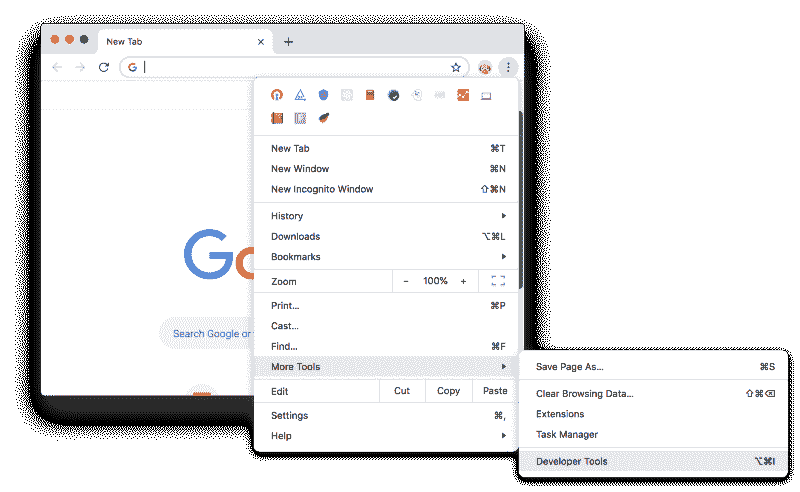 New Tab
New Tab ⌘T
New Window ⌘N
New Incognito Window ⇧⌘N
History
Downloads ⌥⌘L
Bookmarks
Go
Zoom - 100% +
Print... ⌘P
Cast...
Search Google or
Find... ⌘F
More Tools
Save Page As... ⌘S
Edit Cut Copy Paste
Clear Browsing Data... ⇧⌘⌫
Settings ⌘,
Extensions
Help
Task Manager
Developer Tools ⌥⌘I